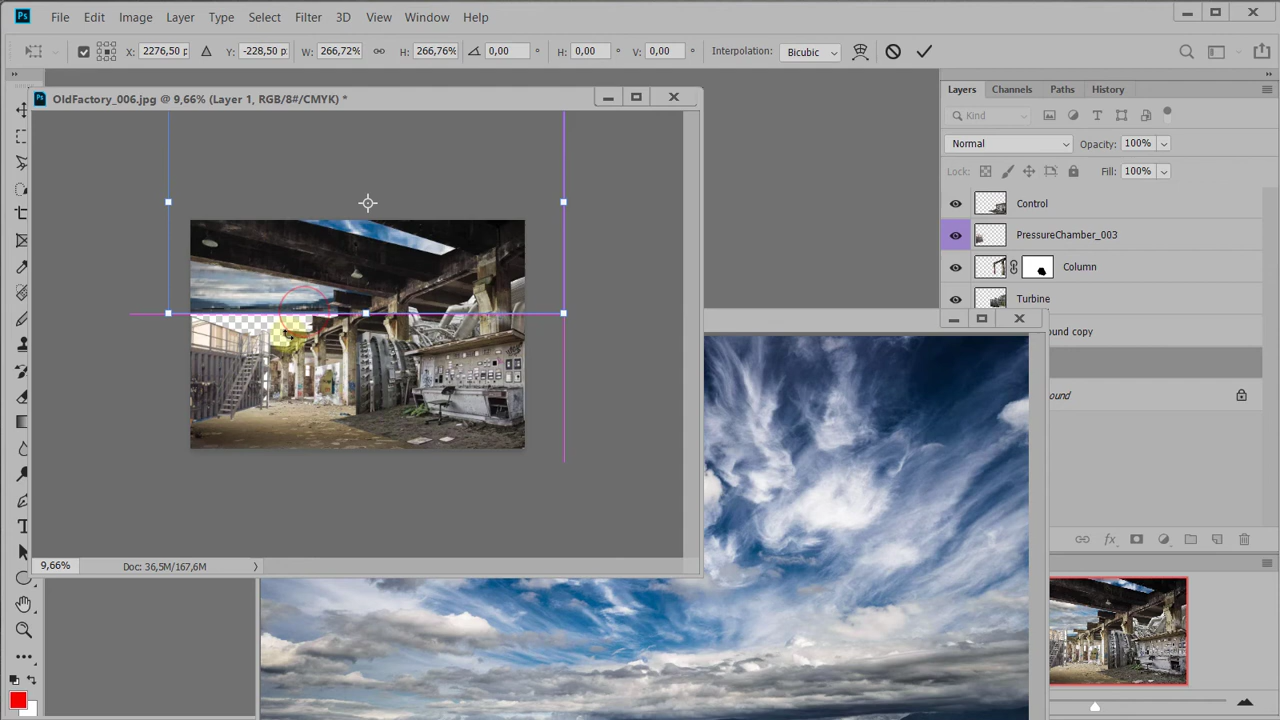 Ps File Edit Image Layer Type Select Filter 3D View Window Help
X: 2276,50 p: Y: -228,50 p: W: 266,72% H: 266,76% 0,00 ° H: 0,00 ° V: 0,00 ° Interpolation: Bicubic
Ps OldFactory_006.jpg @ 9,66% (Layer 1, RGB/8#/CMYK) *
Layers Channels Paths History
Kind
Normal Opacity: 100%
Lock: Fill: 100%
Control
PressureChamber_003
Column
Turbine
ound copy
ound
9,66% Doc: 36,5M/167,6M